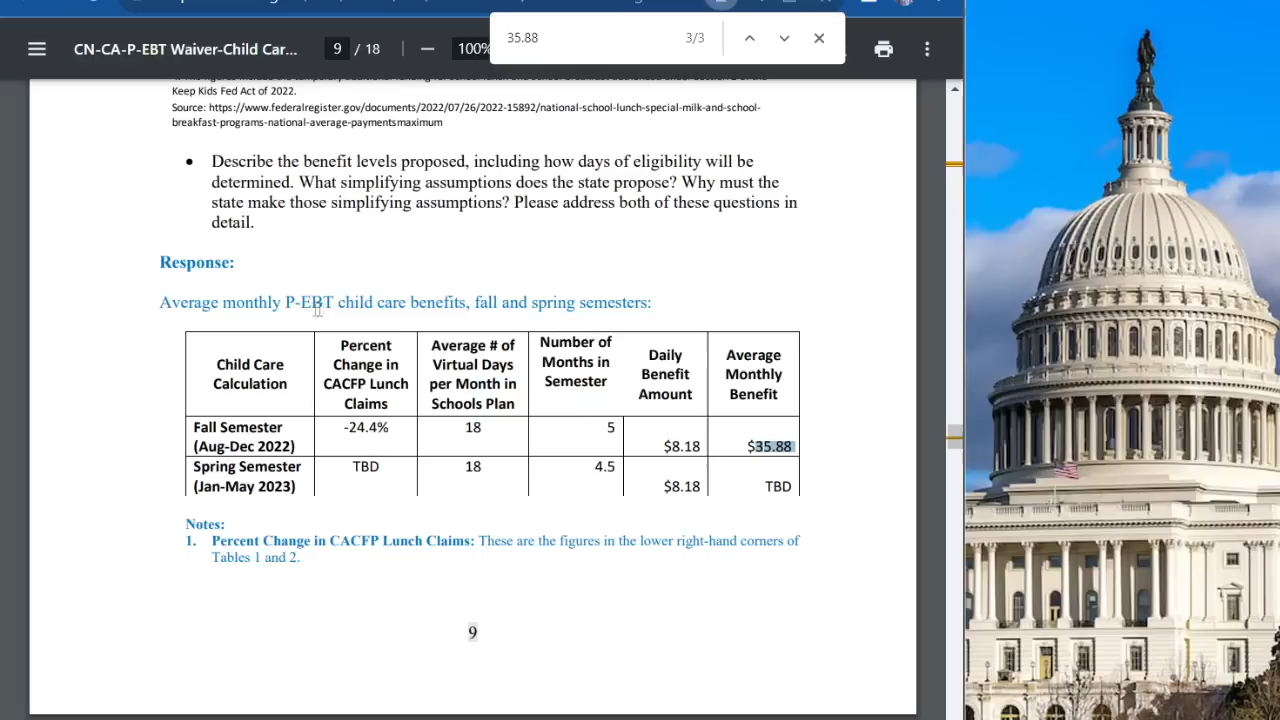 35.88
3/3
CN-CA-P-EBT Waiver-Child Car...
9 / 18
100%
Keep Kids Fed Act of 2022.
Source: https://www.federalregister.gov/documents/2022/07/26/2022-15892/national-school-lunch-special-milk-and-school-
breakfast-programs-national-average-paymentsmaximum
• Describe the benefit levels proposed, including how days of eligibility will be
determined. What simplifying assumptions does the state propose? Why must the
state make those simplifying assumptions? Please address both of these questions in
detail.
Response:
Average monthly P-EBT child care benefits, fall and spring semesters:
Child Care
Calculation
Percent
Change in
CACFP Lunch
Claims
Average # of
Virtual Days
per Month in
Schools Plan
Number of
Months in
Semester
Daily
Benefit
Amount
Average
Monthly
Benefit
Fall Semester
(Aug-Dec 2022)
-24.4%
18
5
$8.18
$35.88
Spring Semester
(Jan-May 2023)
TBD
18
4.5
$8.18
TBD
Notes:
1. Percent Change in CACFP Lunch Claims: These are the figures in the lower right-hand corners of
Tables 1 and 2.
9